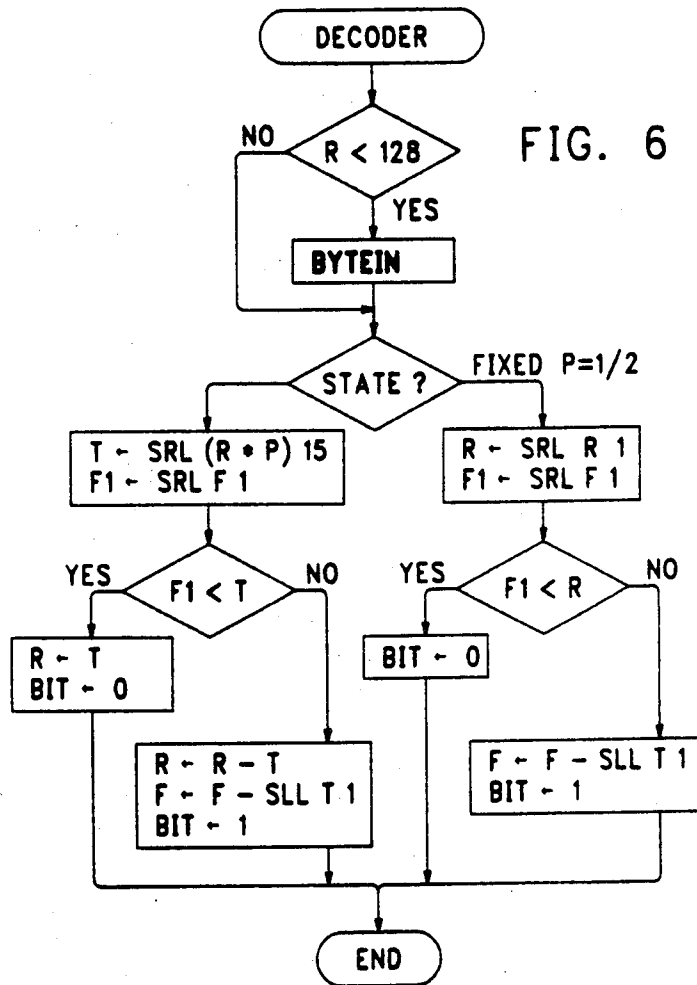 DECODER
FIG. 6
NO
R < 128
YES
BYTEIN
STATE ?
FIXED P=1/2
T ← SRL (R * P) 15
F1 ← SRL F 1
R ← SRL R 1
F1 ← SRL F 1
YES
F1 < T
NO
YES
F1 < R
NO
R ← T
BIT ← 0
BIT ← 0
R ← R - T
F ← F - SLL T 1
BIT ← 1
F ← F - SLL T 1
BIT ← 1
END